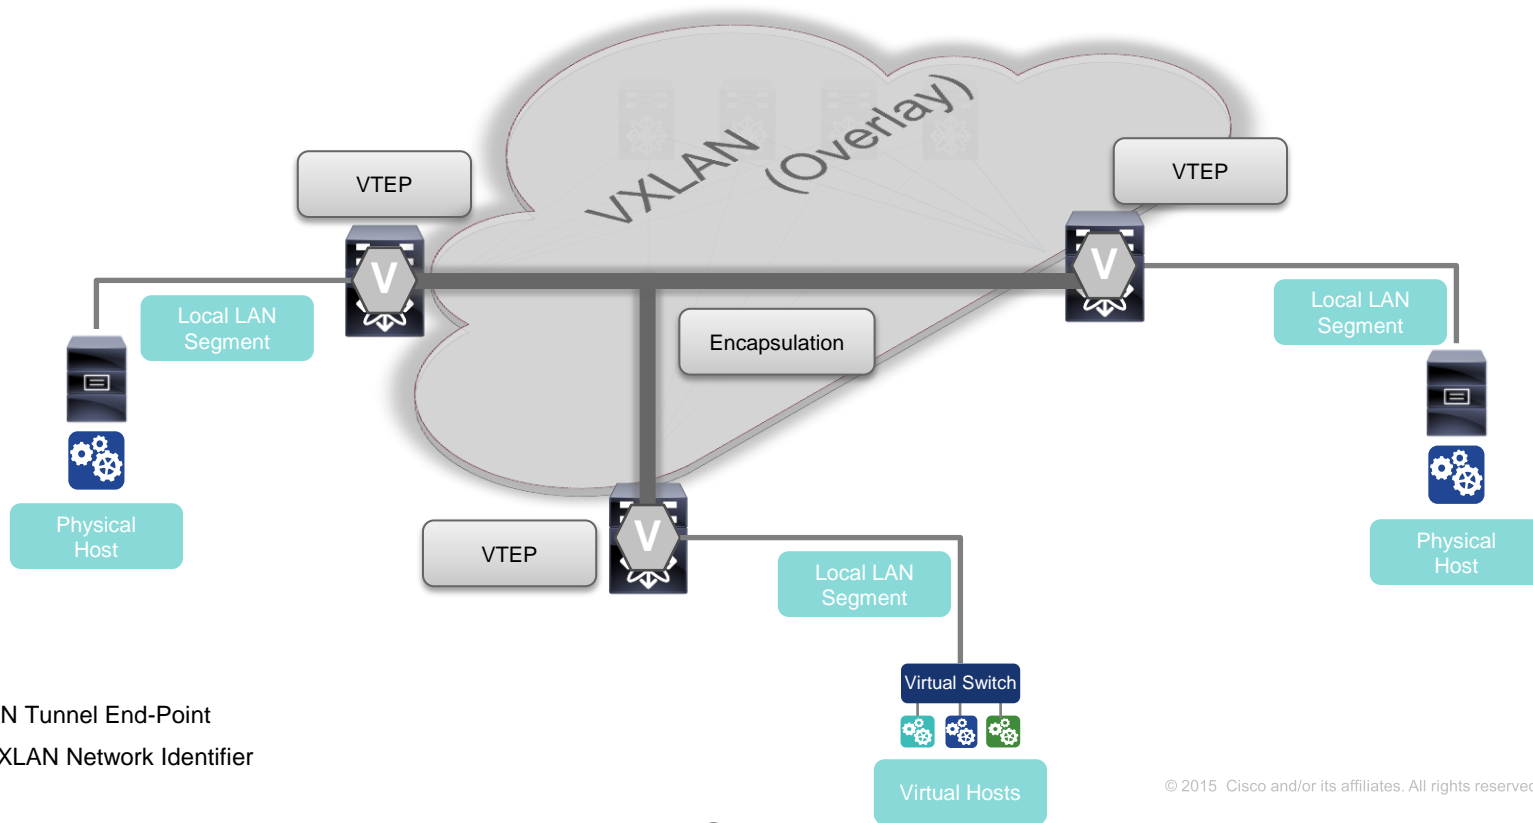 VXLAN
(Overlay)
VTEP
VTEP
V
V
Local LAN
Segment
Local LAN
Segment
Encapsulation
Physical
Host
VTEP
V
Local LAN
Segment
Physical
Host
Virtual Switch
N Tunnel End-Point
XLAN Network Identifier
Virtual Hosts
© 2015 Cisco and/or its affiliates. All rights reserved